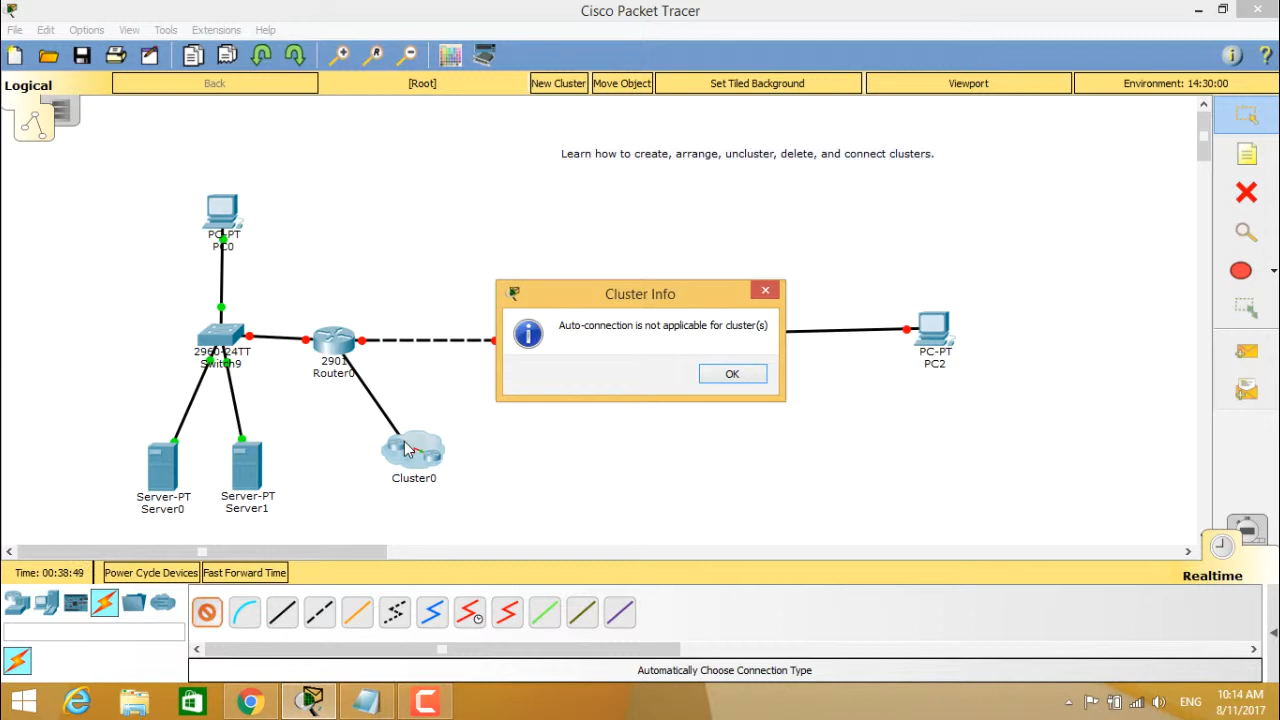 Cisco Packet Tracer
File Edit Options View Tools Extensions Help
Logical
Back
[Root]
New Cluster
Move Object
Set Tiled Background
Viewport
Environment: 14:30:00
Learn how to create, arrange, uncluster, delete, and connect clusters.
PC-PT
PC0
Cluster Info
Auto-connection is not applicable for cluster(s)
OK
2960-24TT
Switch9
2901
Router0
PC-PT
PC2
Cluster0
Server-PT
Server0
Server-PT
Server1
Time: 00:38:49
Power Cycle Devices
Fast Forward Time
Realtime
Automatically Choose Connection Type
ENG
10:14 AM
8/11/2017